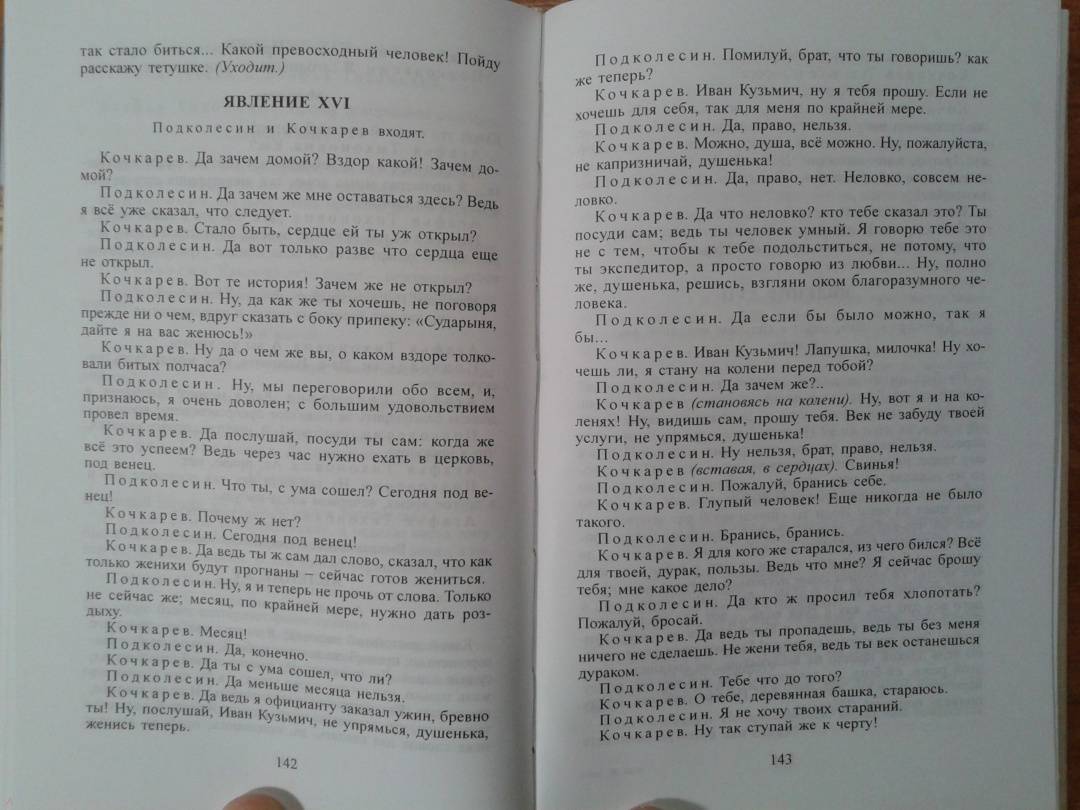 так стало биться... Какой превосходный человек! Пойду
расскажу тетушке. (Уходит.)
ЯВЛЕНИЕ XVI
Подколесин и Кочкарев входят.
Кочкарев. Да зачем домой? Вздор какой! Зачем до-
мой?
Подколесин. Да зачем же мне оставаться здесь? Ведь
я всё уже сказал, что следует.
Кочкарев. Стало быть, сердце ей ты уж открыл?
Подколесин. Да вот только разве что сердца еще
не открыл.
Кочкарев. Вот те история! Зачем же не открыл?
Подколесин. Ну, да как же ты хочешь, не поговоря
прежде ни о чем, вдруг сказать с боку припеку: «Сударыня,
дайте я на вас женюсь!»
Кочкарев. Ну да о чем же вы, о каком вздоре толко-
вали битых полчаса?
Подколесин. Ну, мы переговорили обо всем, и,
признаюсь, я очень доволен; с большим удовольствием
провел время.
Кочкарев. Да послушай, посуди ты сам: когда же
всё это успеем? Ведь через час нужно ехать в церковь,
под венец.
Подколесин. Что ты, с ума сошел? Сегодня под ве-
нец!
Кочкарев. Почему ж нет?
Подколесин. Сегодня под венец!
Кочкарев. Да ведь ты ж сам дал слово, сказал, что как
только женихи будут прогнаны – сейчас готов жениться.
Подколесин. Ну, я и теперь не прочь от слова. Только
не сейчас же; месяц, по крайней мере, нужно дать роз-
дыху.
Кочкарев. Месяц!
Подколесин. Да, конечно.
Кочкарев. Да ты с ума сошел, что ли?
Подколесин. Да меньше месяца нельзя.
Кочкарев. Да ведь я официанту заказал ужин, бревно
ты! Ну, послушай, Иван Кузьмич, не упрямься, душенька,
женись теперь.
142
Подколесин. Помилуй, брат, что ты говоришь? как
же теперь?
Кочкарев. Иван Кузьмич, ну я тебя прошу. Если не
хочешь для себя, так для меня по крайней мере.
Подколесин. Да, право, нельзя.
Кочкарев. Можно, душа, всё можно. Ну, пожалуйста,
не капризничай, душенька!
Подколесин. Да, право, нет. Неловко, совсем не-
ловко.
Кочкарев. Да что неловко? кто тебе сказал это? Ты
посуди сам; ведь ты человек умный. Я говорю тебе это
не с тем, чтобы к тебе подольститься, не потому, что
ты экспедитор, а просто говорю из любви... Ну, полно
же, душенька, решись, взгляни оком благоразумного че-
ловека.
Подколесин. Да если бы было можно, так я
бы...
Кочкарев. Иван Кузьмич! Лапушка, милочка! Ну хо-
чешь ли, я стану на колени перед тобой?
Подколесин. Да зачем же?..
Кочкарев (становясь на колени). Ну, вот я и на ко-
ленях! Ну, видишь сам, прошу тебя. Век не забуду твоей
услуги, не упрямься, душенька!
Подколесин. Ну нельзя, брат, право, нельзя.
Кочкарев (вставая, в сердцах). Свинья!
Подколесин. Пожалуй, бранись себе.
Кочкарев. Глупый человек! Еще никогда не было
такого.
Подколесин. Бранись, бранись.
Кочкарев. Я для кого же старался, из чего бился? Всё
для твоей, дурак, пользы. Ведь что мне? Я сейчас брошу
тебя; мне какое дело?
Подколесин. Да кто ж просил тебя хлопотать?
Пожалуй, бросай.
Кочкарев. Да ведь ты пропадешь, ведь ты без меня
ничего не сделаешь. Не жени тебя, ведь ты век останешься
дураком.
Подколесин. Тебе что до того?
Кочкарев. О тебе, деревянная башка, стараюсь.
Подколесин. Я не хочу твоих стараний.
Кочкарев. Ну так ступай же к черту!
143